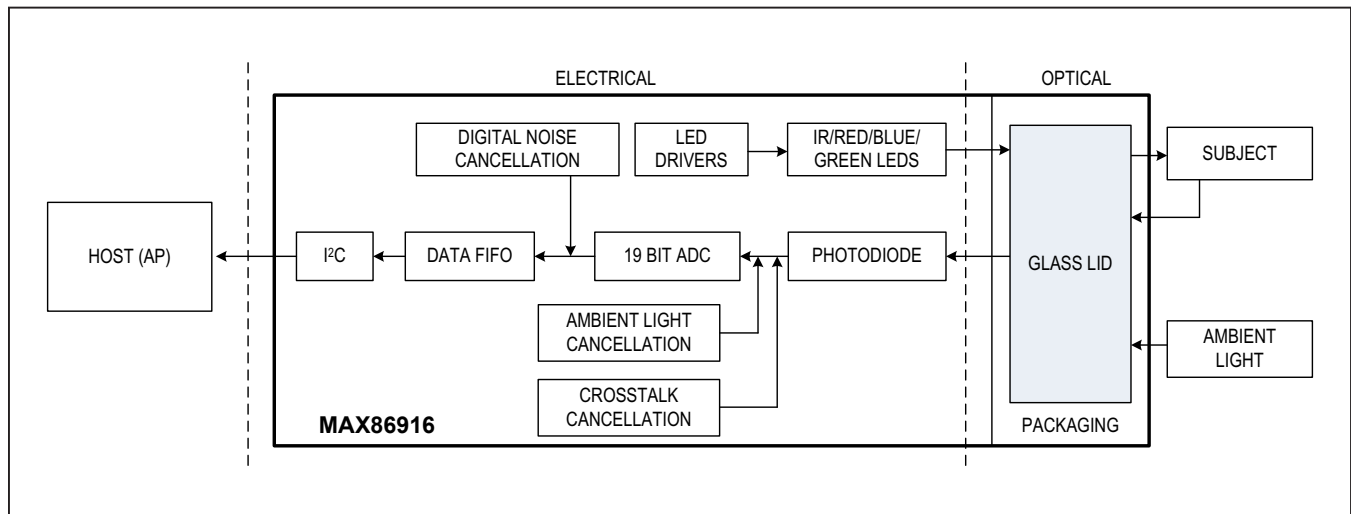 ELECTRICAL
OPTICAL
DIGITAL NOISE
CANCELLATION
LED
DRIVERS
IR/RED/BLUE/
GREEN LEDS
SUBJECT
HOST (AP)
I²C
DATA FIFO
19 BIT ADC
PHOTODIODE
GLASS LID
AMBIENT LIGHT
CANCELLATION
AMBIENT
LIGHT
CROSSTALK
CANCELLATION
MAX86916
PACKAGING